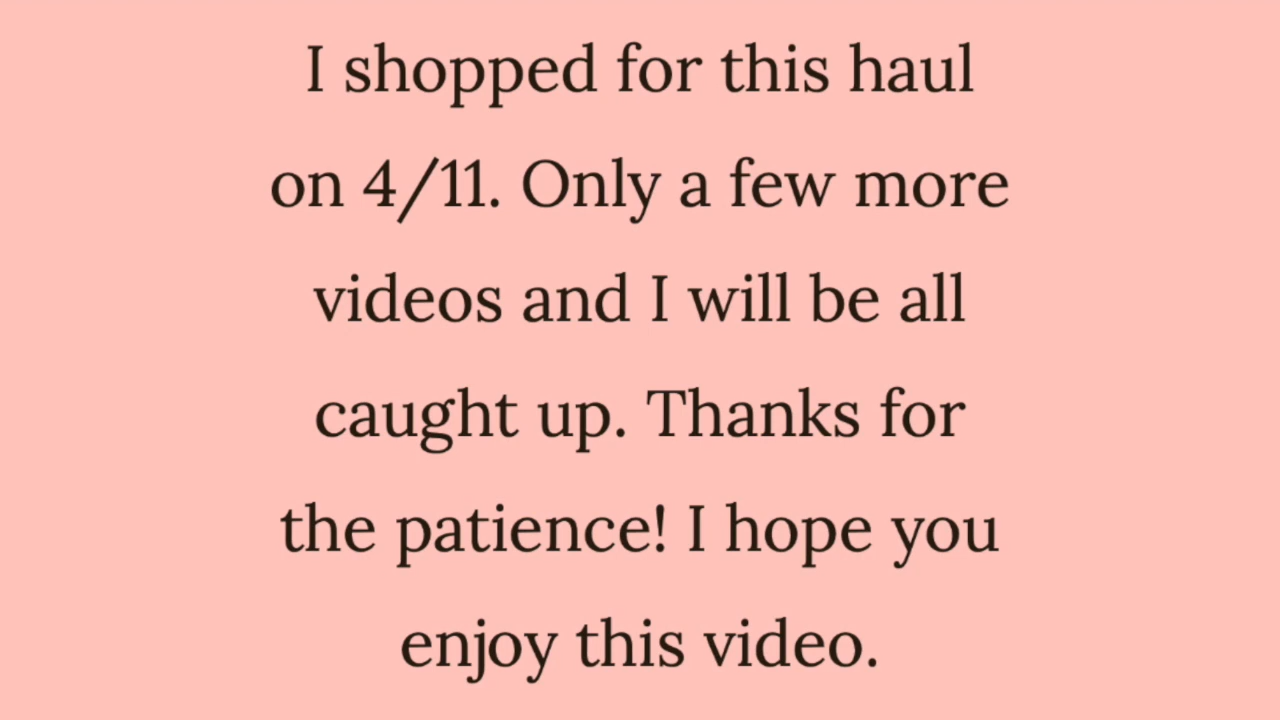 I shopped for this haul
on 4/11. Only a few more
videos and I will be all
caught up. Thanks for
the patience! I hope you
enjoy this video.